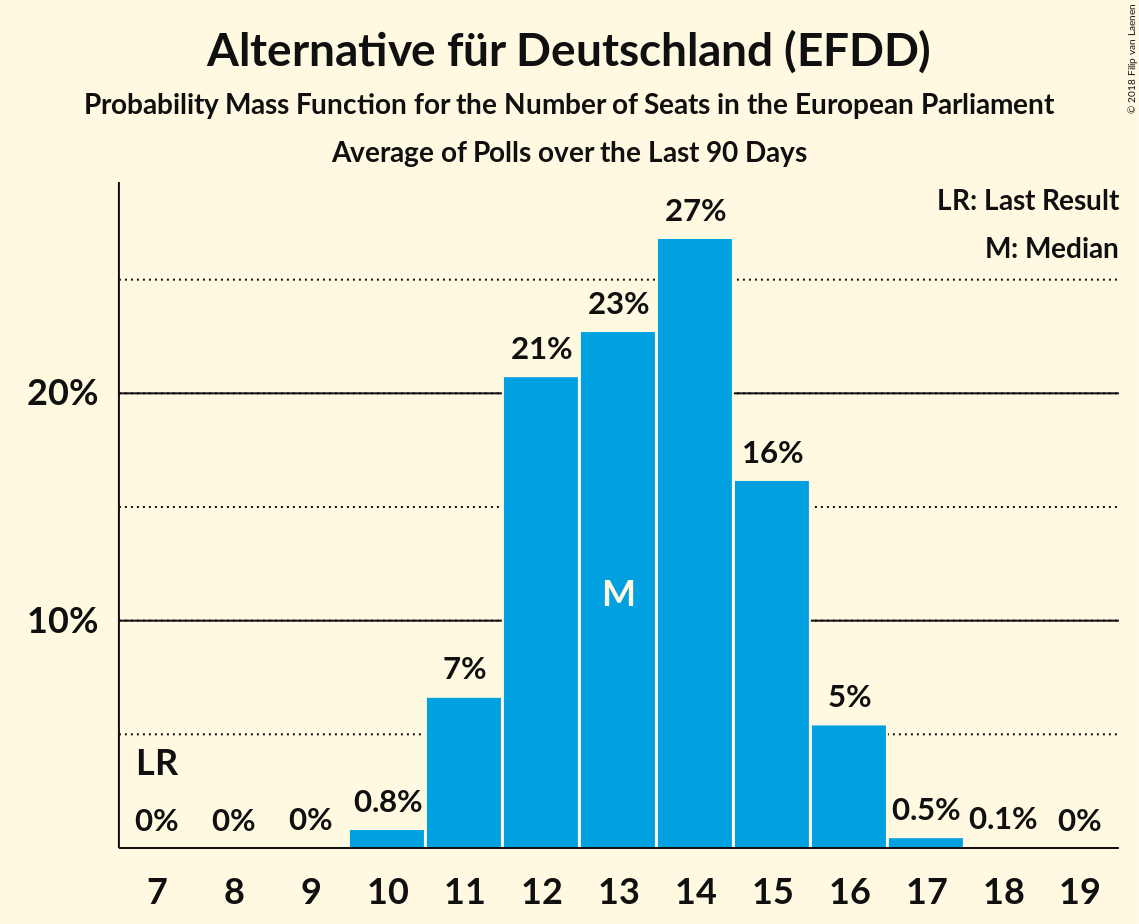 Alternative für Deutschland (EFDD)
Probability Mass Function for the Number of Seats in the European Parliament
Average of Polls over the Last 90 Days
© 2018 Filip van Laenen
LR: Last Result
M: Median
27%
23%
21%
20%
16%
M
10%
7%
5%
LR
0% 0% 0% 0.8% 0.5% 0.1% 0%
7 8 9 10 11 12 13 14 15 16 17 18 19